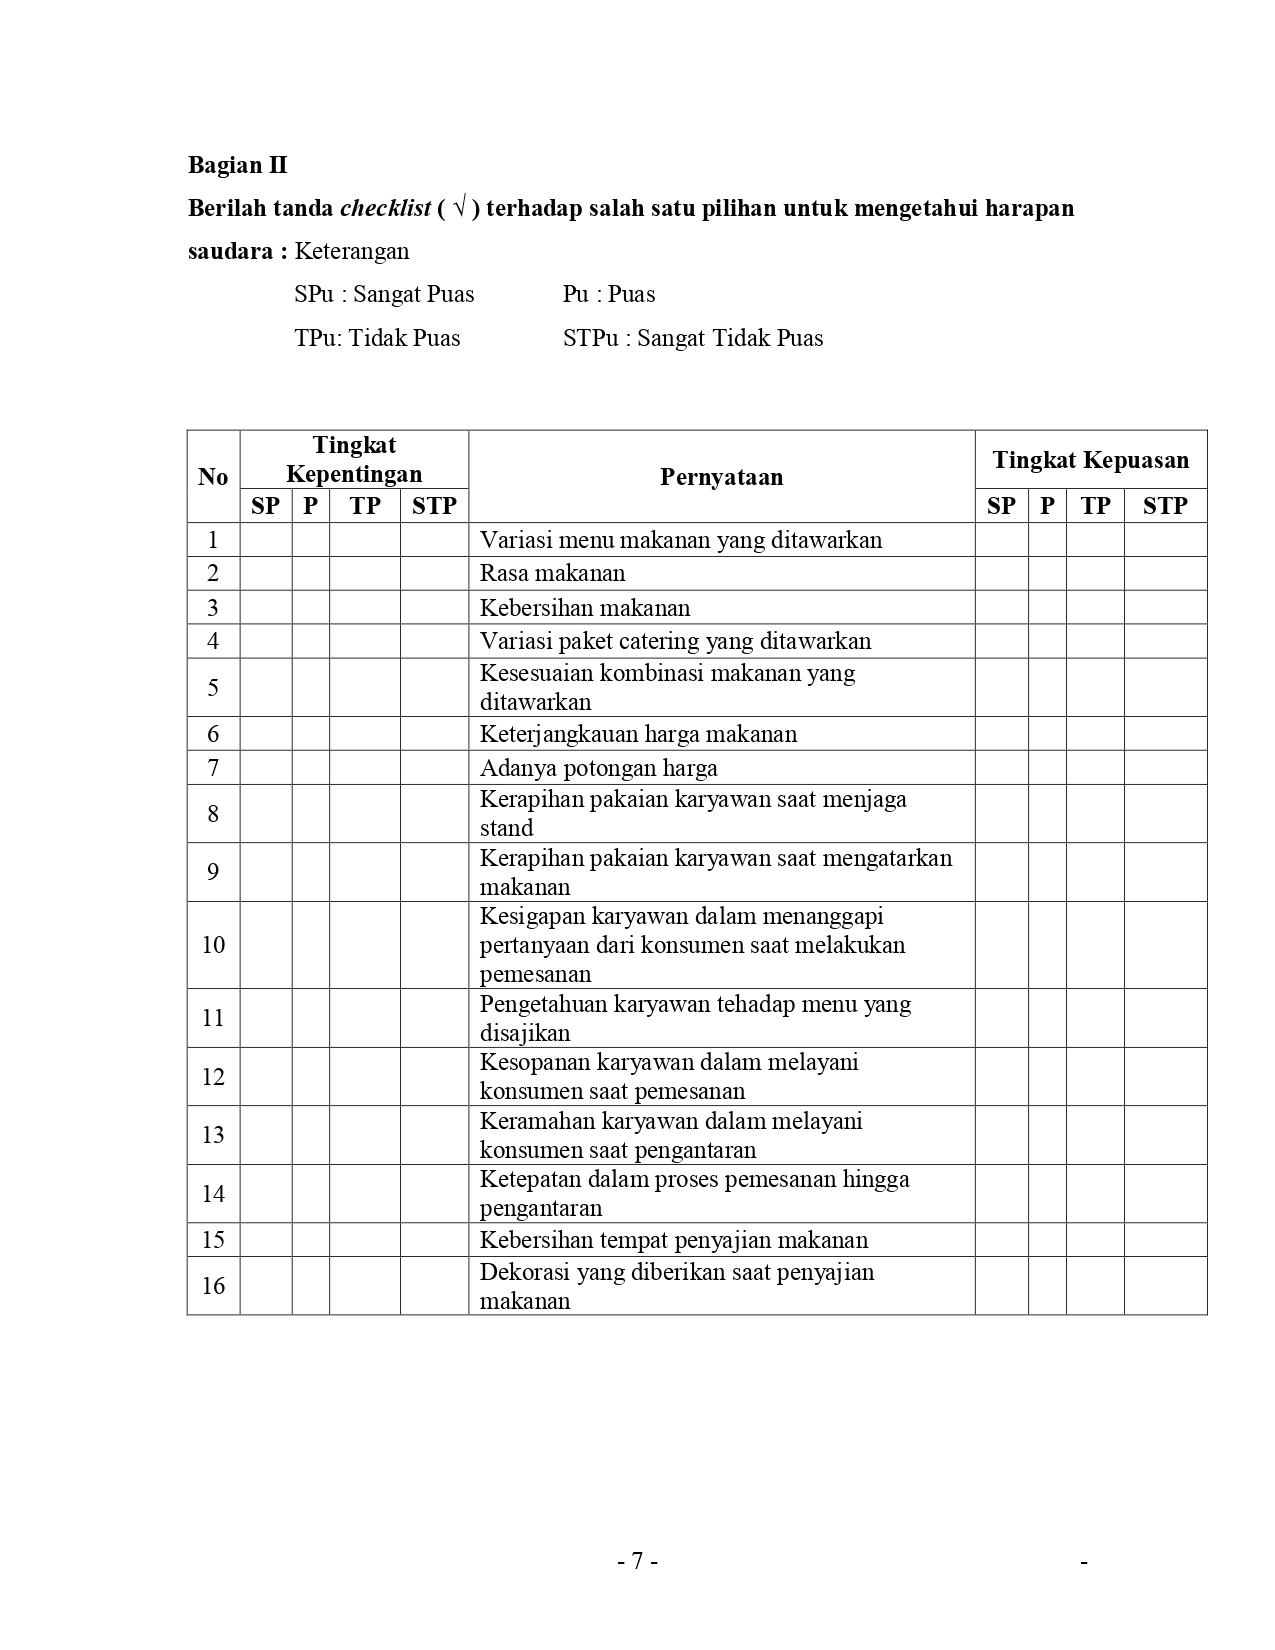 Bagian II
Berilah tanda checklist ( √ ) terhadap salah satu pilihan untuk mengetahui harapan
saudara : Keterangan
SPu : Sangat Puas Pu : Puas
TPu: Tidak Puas STPu : Sangat Tidak Puas
No Tingkat Kepentingan Pernyataan Tingkat Kepuasan
SP P TP STP SP P TP STP
1 Variasi menu makanan yang ditawarkan
2 Rasa makanan
3 Kebersihan makanan
4 Variasi paket catering yang ditawarkan
5 Kesesuaian kombinasi makanan yang
ditawarkan
6 Keterjangkauan harga makanan
7 Adanya potongan harga
8 Kerapihan pakaian karyawan saat menjaga
stand
9 Kerapihan pakaian karyawan saat mengatarkan
makanan
10 Kesigapan karyawan dalam menanggapi
pertanyaan dari konsumen saat melakukan
pemesanan
11 Pengetahuan karyawan tehadap menu yang
disajikan
12 Kesopanan karyawan dalam melayani
konsumen saat pemesanan
13 Keramahan karyawan dalam melayani
konsumen saat pengantaran
14 Ketepatan dalam proses pemesanan hingga
pengantaran
15 Kebersihan tempat penyajian makanan
16 Dekorasi yang diberikan saat penyajian
makanan
- 7 - -